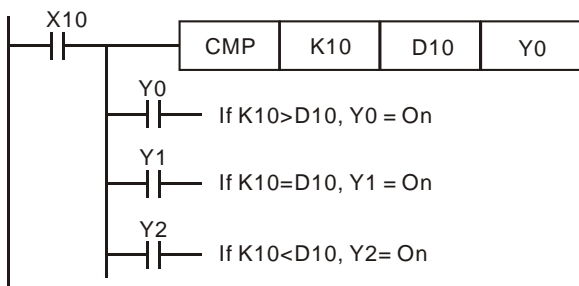 X10
CMP K10 D10 Y0
Y0
If K10>D10, Y0 = On
Y1
If K10=D10, Y1 = On
Y2
If K10<D10, Y2= On